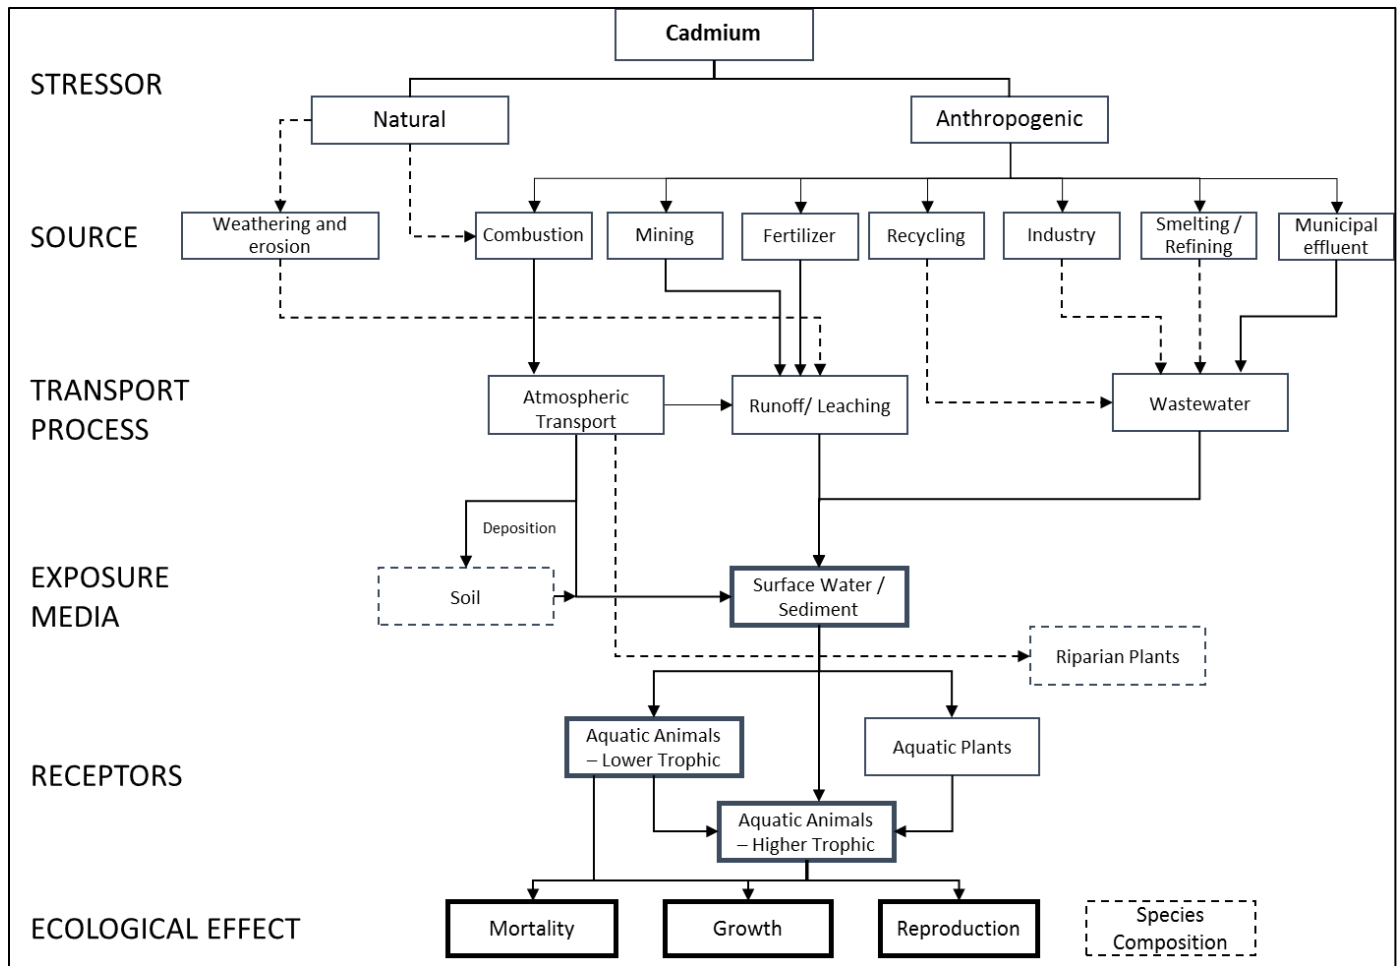 Cadmium
STRESSOR
Natural
Anthropogenic
SOURCE
Weathering and
erosion
Combustion
Mining
Fertilizer
Recycling
Industry
Smelting /
Refining
Municipal
effluent
TRANSPORT
PROCESS
Atmospheric
Transport
Runoff/ Leaching
Wastewater
Deposition
EXPOSURE
MEDIA
Soil
Surface Water /
Sediment
Riparian Plants
RECEPTORS
Aquatic Animals
– Lower Trophic
Aquatic Plants
Aquatic Animals
– Higher Trophic
ECOLOGICAL EFFECT
Mortality
Growth
Reproduction
Species
Composition